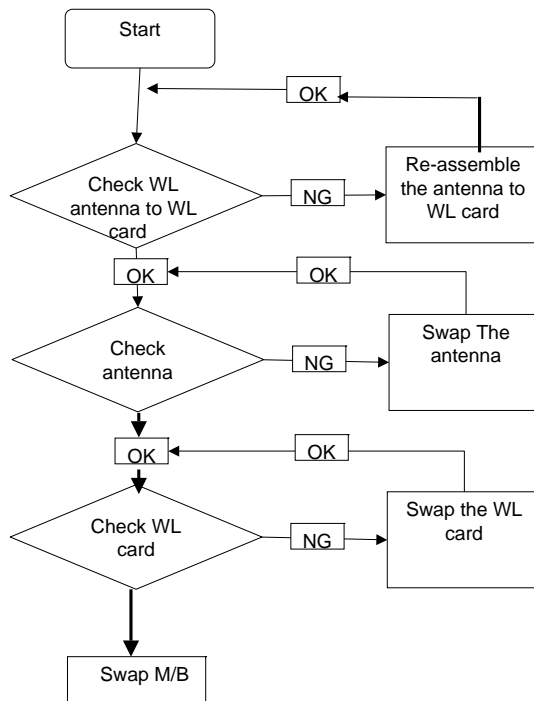 Start
OK
Check WL
antenna to WL
card
NG
Re-assemble
the antenna to
WL card
OK
OK
Check
antenna
NG
Swap The
antenna
OK
OK
Check WL
card
NG
Swap the WL
card
Swap M/B